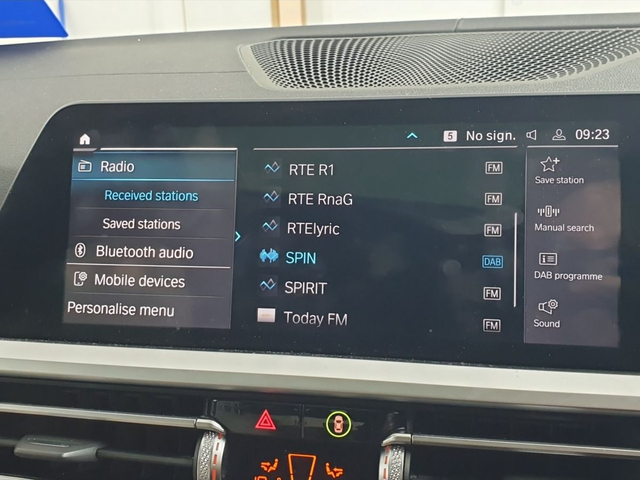 5 No sign. 09:23
Radio
Received stations
Saved stations
Bluetooth audio
Mobile devices
Personalise menu
RTE R1 FM
RTE RnaG FM
RTElyric FM
SPIN DAB
SPIRIT FM
Today FM FM
Save station
Manual search
DAB programme
Sound